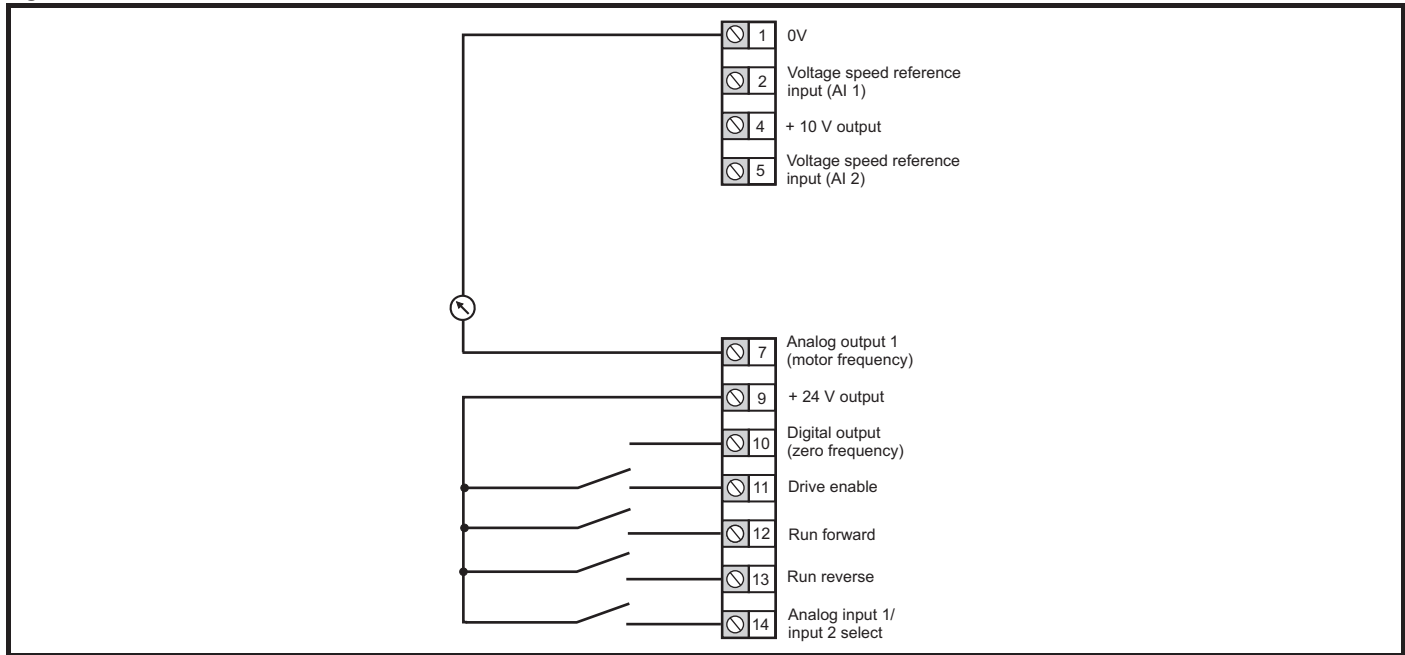 1 0V
2 Voltage speed reference
input (AI 1)
4 + 10 V output
5 Voltage speed reference
input (AI 2)
7 Analog output 1
(motor frequency)
9 + 24 V output
10 Digital output
(zero frequency)
11 Drive enable
12 Run forward
13 Run reverse
14 Analog input 1/
input 2 select